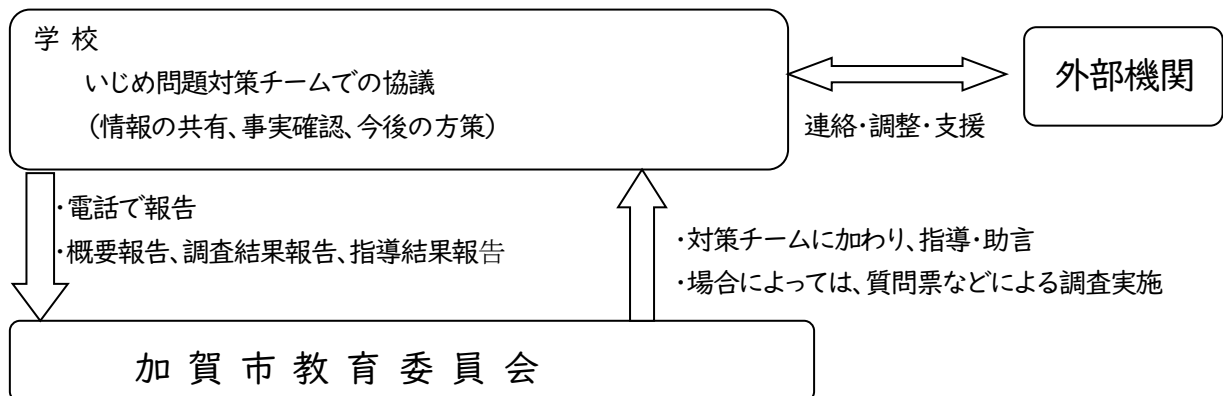 学 校
いじめ問題対策チームでの協議
（情報の共有、事実確認、今後の方策）
外部機関
連絡・調整・支援
・電話で報告
・概要報告、調査結果報告、指導結果報告
・対策チームに加わり、指導・助言
・場合によっては、質問票などによる調査実施
加 賀 市 教 育 委 員 会